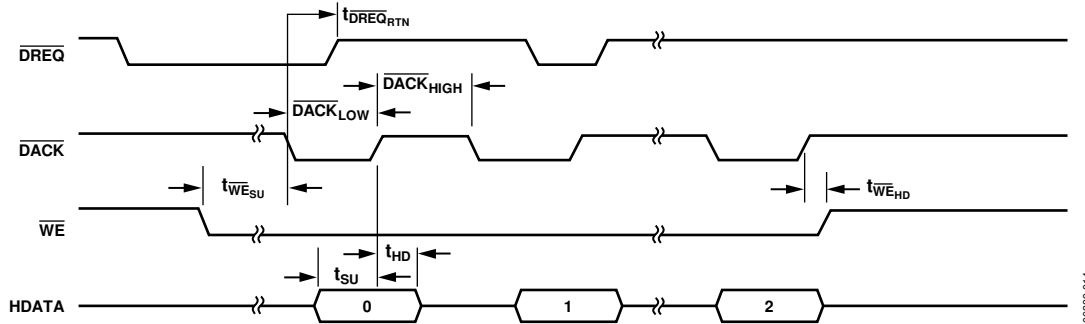 tDREQRTN
DREQ
DACKHIGH
DACKLOW
DACK
tWESU
tWEHD
WE
tHD
tSU
HDATA
0
1
2